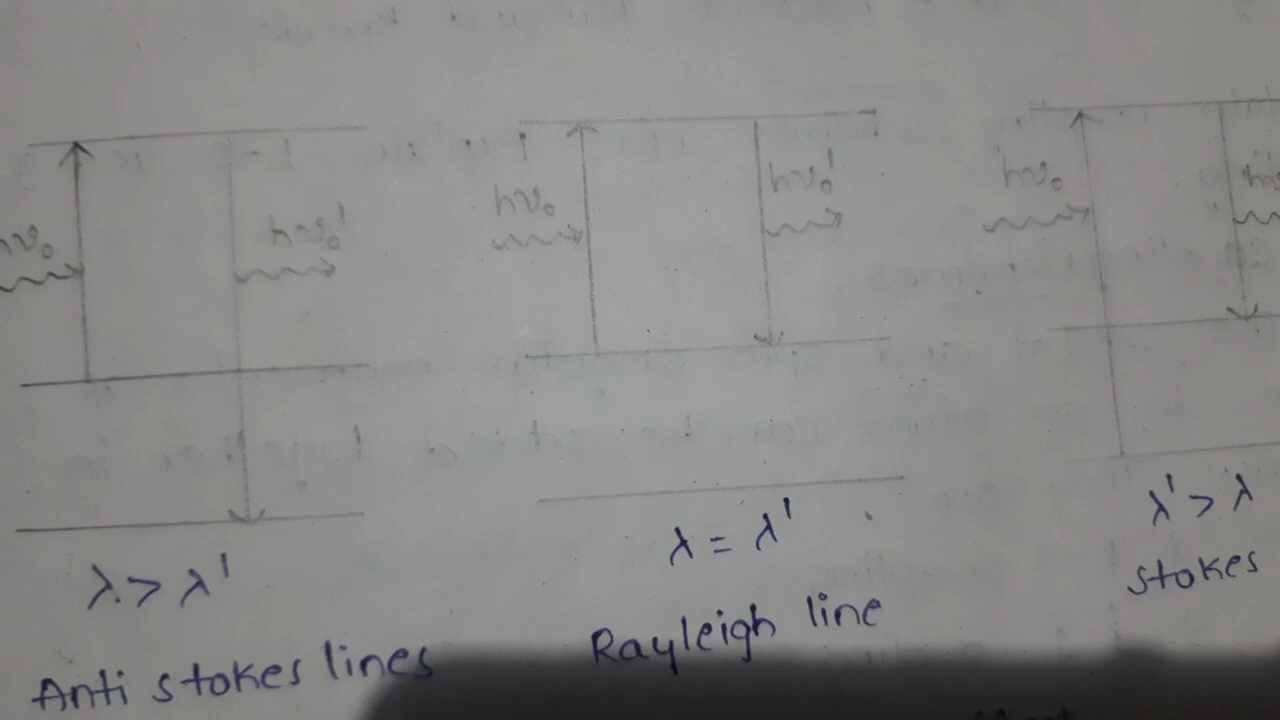 hν₀ hν₀'
λ > λ'
Anti stokes lines
hν₀ hν₀'
λ = λ'
Rayleigh line
hν₀
λ' > λ
stokes